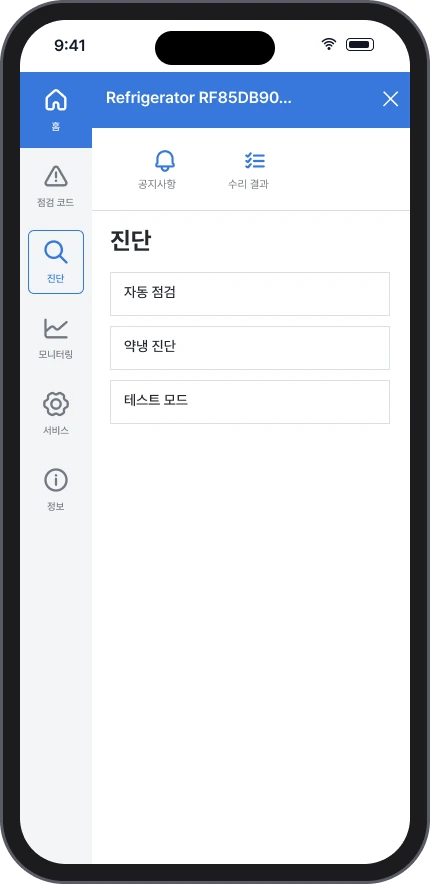 9:41
Refrigerator RF85DB90...
홈
공지사항
수리 결과
점검 코드
진단
모니터링
서비스
정보
진단
자동 점검
약냉 진단
테스트 모드